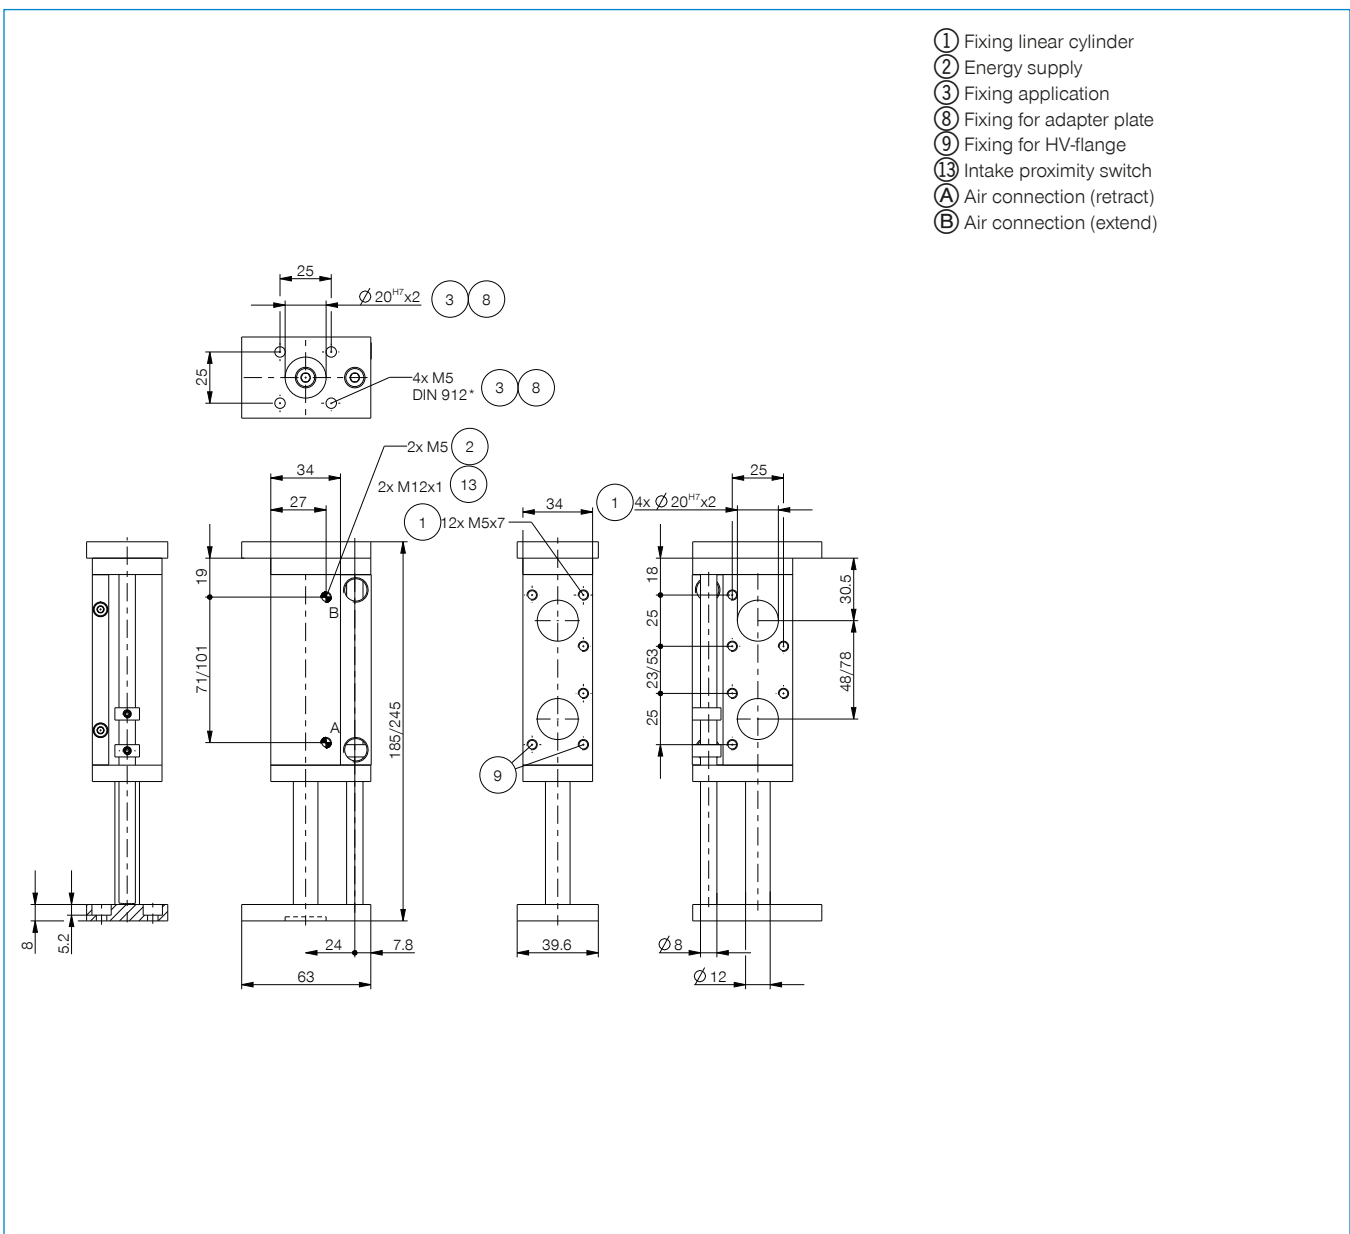 ① Fixing linear cylinder
② Energy supply
③ Fixing application
⑧ Fixing for adapter plate
⑨ Fixing for HV-flange
⑬ Intake proximity switch
Ⓐ Air connection (retract)
Ⓑ Air connection (extend)
25
Ø 20ᴴ⁷x2 3 8
25
4x M5
DIN 912* 3 8
2x M5 2
2x M12x1 13
1 12x M5x7
34
27
19
71/101
B
A
185/245
24
7.8
63
8
5.2
34
9
39.6
1 4x Ø 20ᴴ⁷x2
25
18
25
23/53
25
30.5
48/78
Ø 8
Ø 12